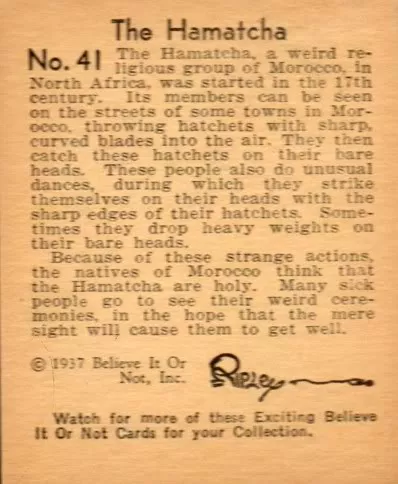 The Hamatcha
No. 41 The Hamatcha, a weird re-
ligious group of Morocco, in
North Africa, was started in the 17th
century. Its members can be seen
on the streets of some towns in Mor-
occo, throwing hatchets with sharp,
curved blades into the air. They then
catch these hatchets on their bare
heads. These people also do unusual
dances, during which they strike
themselves on their heads with the
sharp edges of their hatchets. Some-
times they drop heavy weights on
their bare heads.
Because of these strange actions,
the natives of Morocco think that
the Hamatcha are holy. Many sick
people go to see their weird cere-
monies, in the hope that the mere
sight will cause them to get well.
© 1937 Believe It Or
Not, Inc.
Ripley
Watch for more of these Exciting Believe
It Or Not Cards for your Collection.